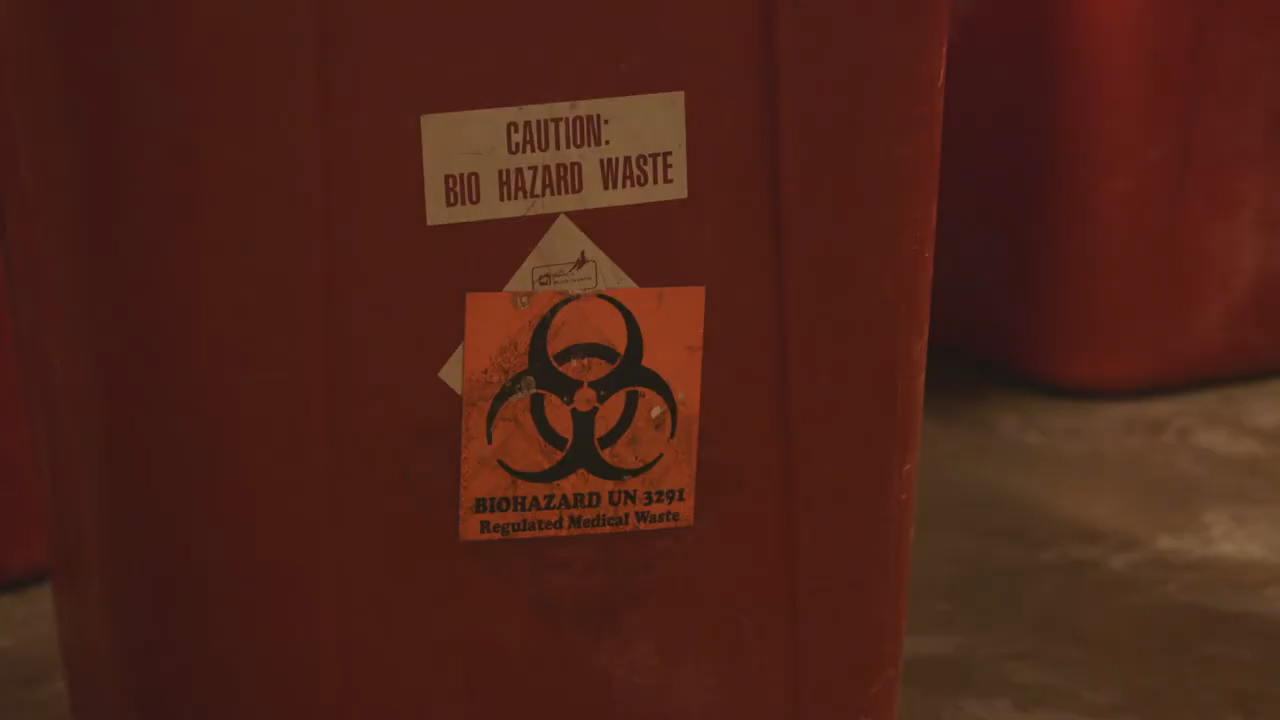 CAUTION:
BIO HAZARD WASTE
BIOHAZARD UN 3291
Regulated Medical Waste